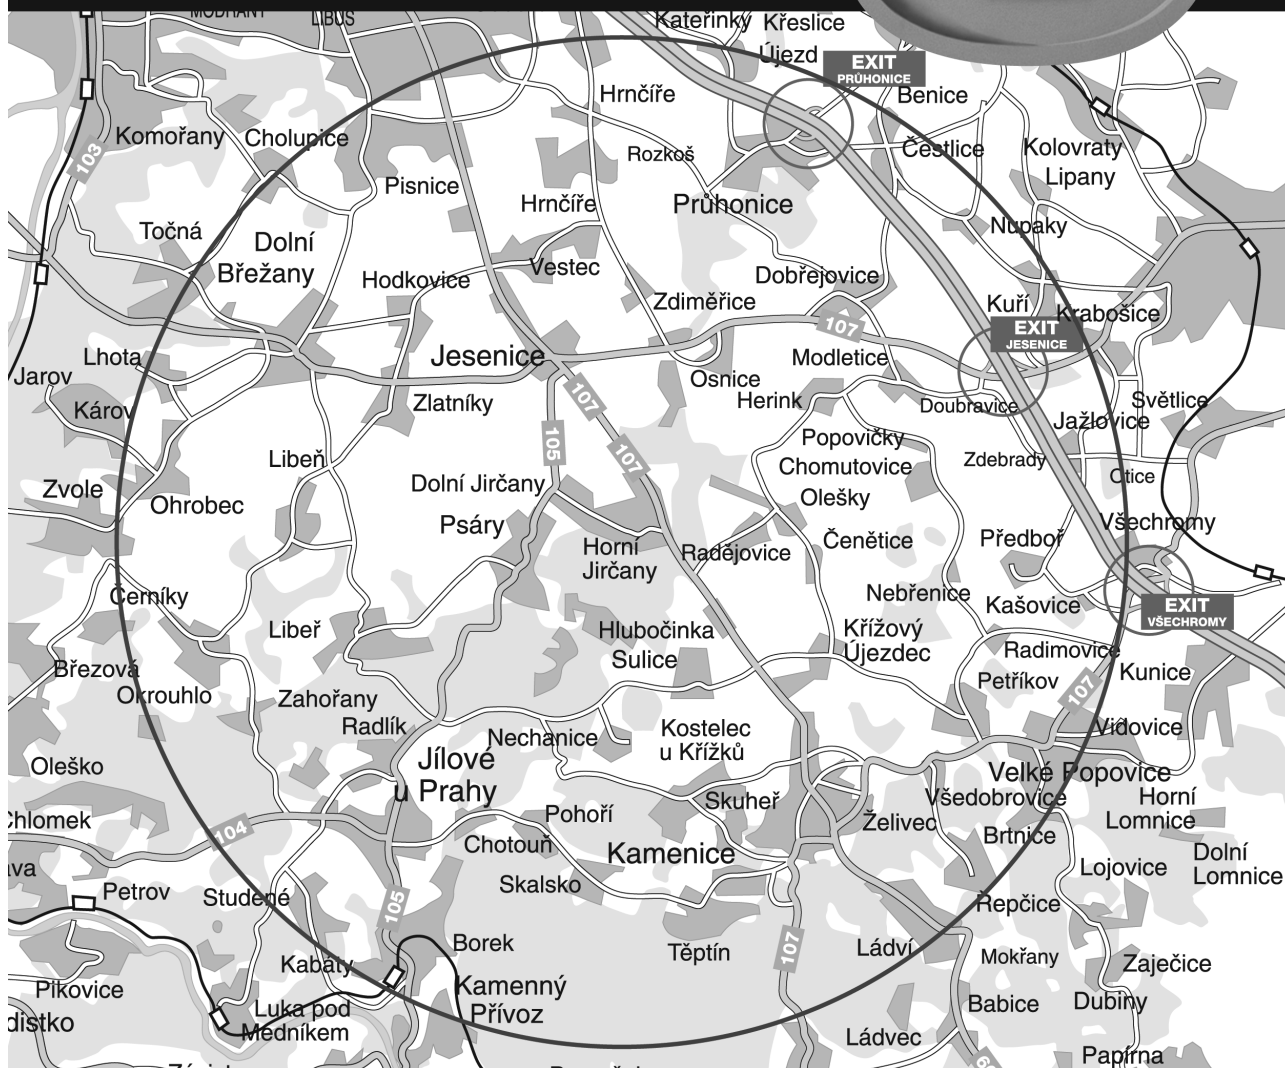 MODŘANY
LIBUŠ
Kateřinky
Křeslice
Újezd
EXIT
PRŮHONICE
Hrnčíře
Benice
Komořany
Cholupice
103
Rozkoš
Čestlice
Kolovraty
Lipany
Pisnice
Hrnčíře
Průhonice
Točná
Dolní
Břežany
Nupaky
Hodkovice
Vestec
Dobřejovice
Zdiměřice
Kuří
Krabošice
107
EXIT
JESENICE
Lhota
Jesenice
Modletice
Jarov
Osnice
Herink
Doubravice
Světlice
Károv
Zlatníky
107
Jažlovice
105
107
Popovičky
Libeň
Chomutovice
Zdebrady
Otice
Zvole
Dolní Jirčany
Olešky
Ohrobec
Psáry
Všechromy
Horní
Jirčany
Radějovice
Čenětice
Předboř
Černíky
Nebřenice
Kašovice
EXIT
VŠECHROMY
Libeř
Hlubočinka
Sulice
Křížový
Újezdec
Radimovice
Březová
Petříkov
Kunice
Okrouhlo
Zahořany
107
Radlík
Nechanice
Kostelec
u Křížků
Vidovice
Oleško
Jílové
u Prahy
Velké Popovice
Skuheř
Všedobrovice
Horní
Lomnice
Chlomek
104
Pohoří
Želivec
Brtnice
Chotouň
Kamenice
Dolní
Lomnice
Lojovice
ava
Petrov
Studené
Skalsko
105
Řepčice
Borek
Těptín
107
Ládví
Mokřany
Kabáty
Zaječice
Pikovice
Kamenný
Přívoz
Luka pod
Medníkem
Babice
Dubiny
distko
Ládvec
Papírna